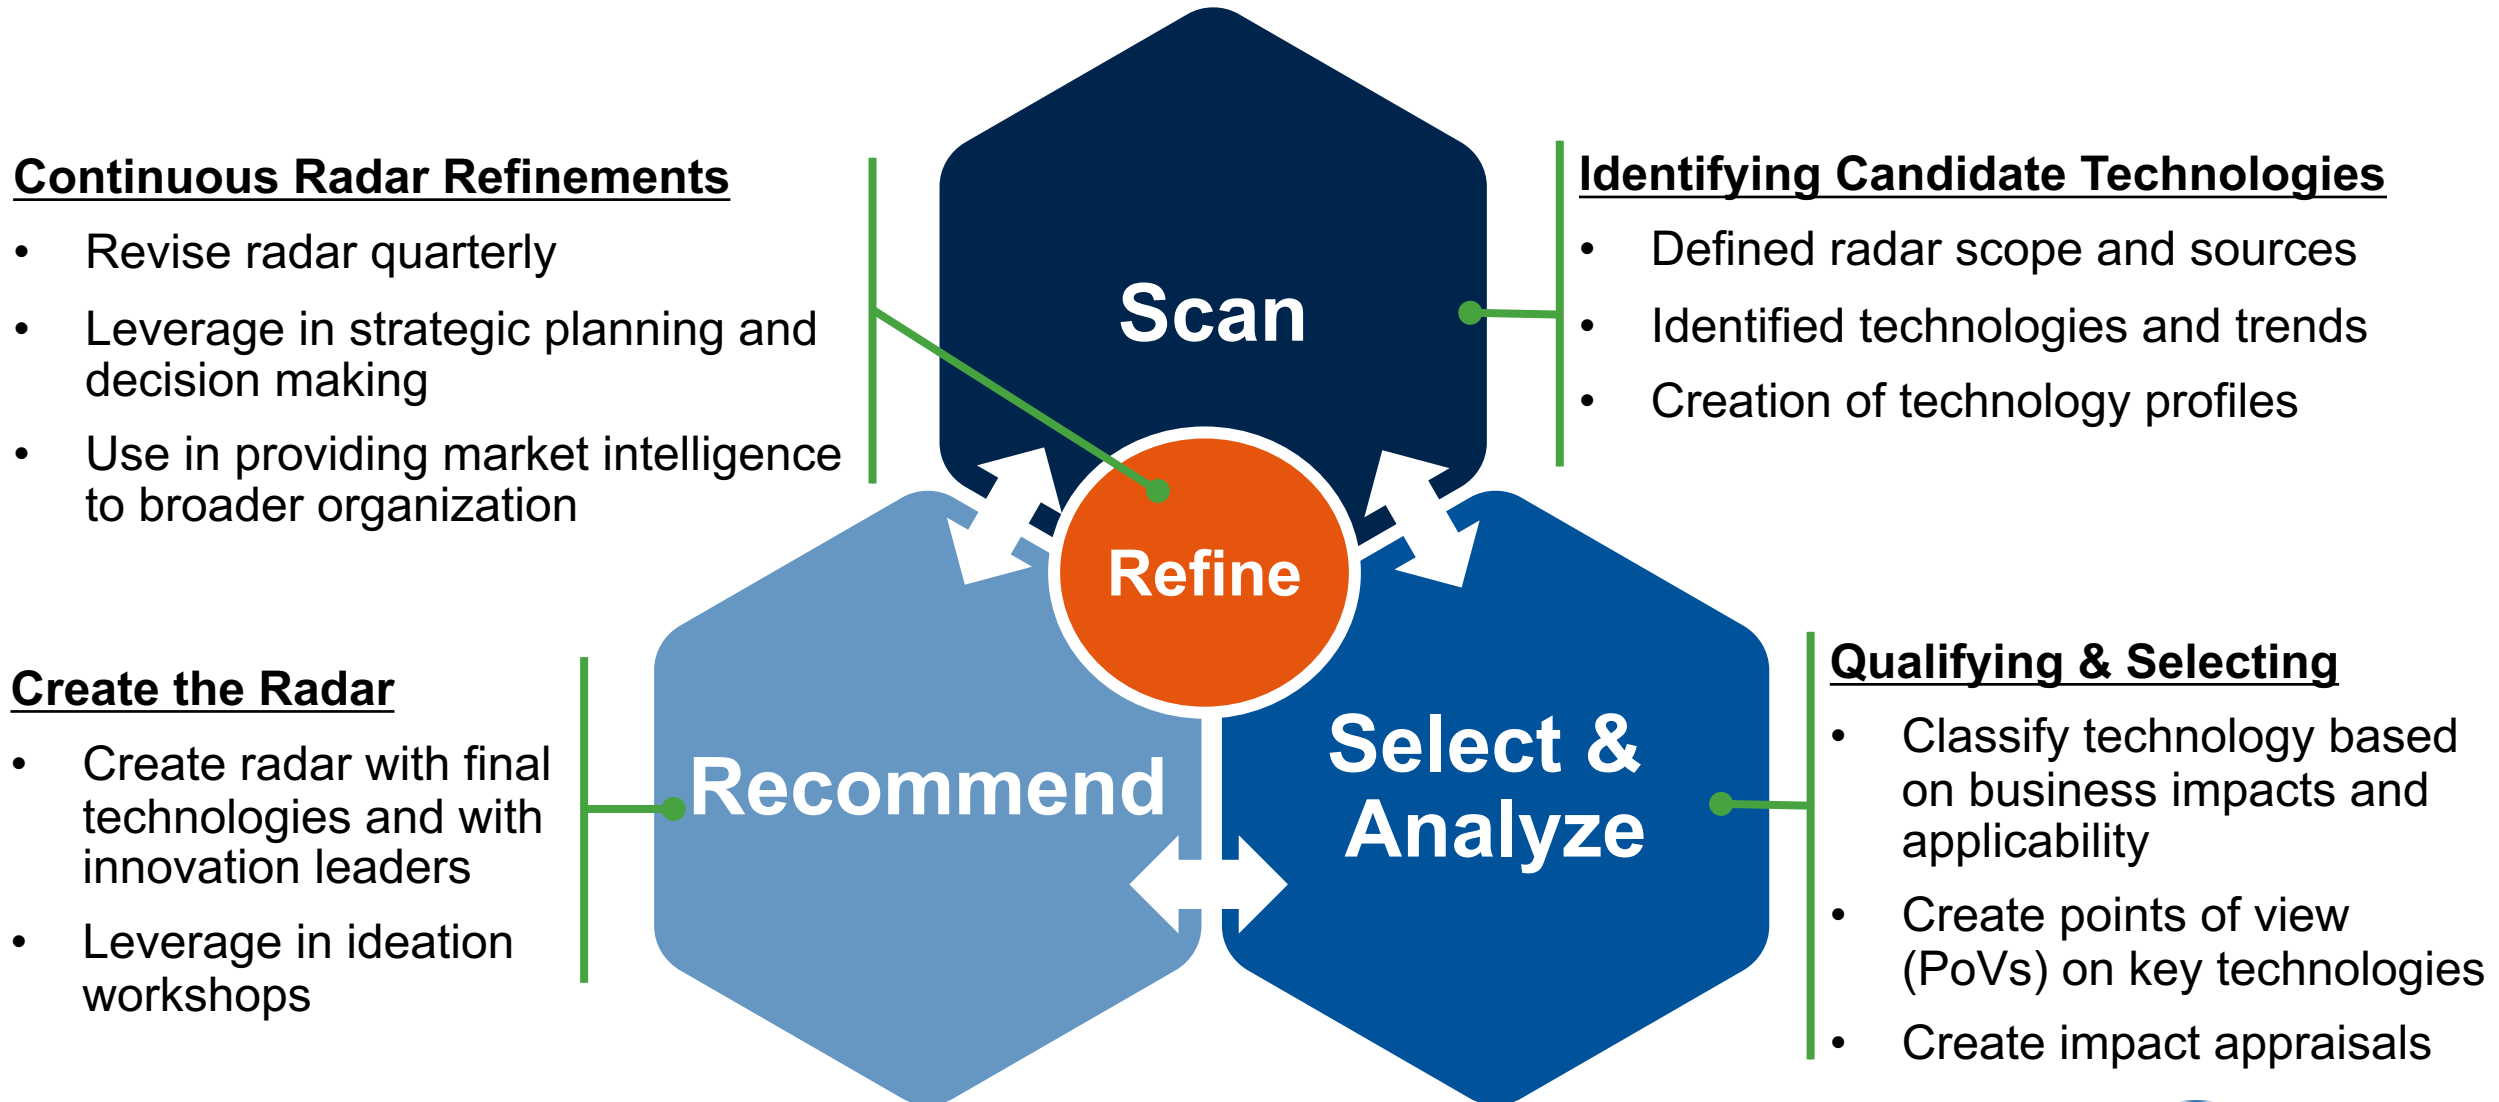 Continuous Radar Refinements
• Revise radar quarterly
• Leverage in strategic planning and
decision making
• Use in providing market intelligence
to broader organization
Scan
Identifying Candidate Technologies
• Defined radar scope and sources
• Identified technologies and trends
• Creation of technology profiles
Refine
Create the Radar
• Create radar with final
technologies and with
innovation leaders
• Leverage in ideation
workshops
Recommend
Select &
Analyze
Qualifying & Selecting
• Classify technology based
on business impacts and
applicability
• Create points of view
(PoVs) on key technologies
• Create impact appraisals